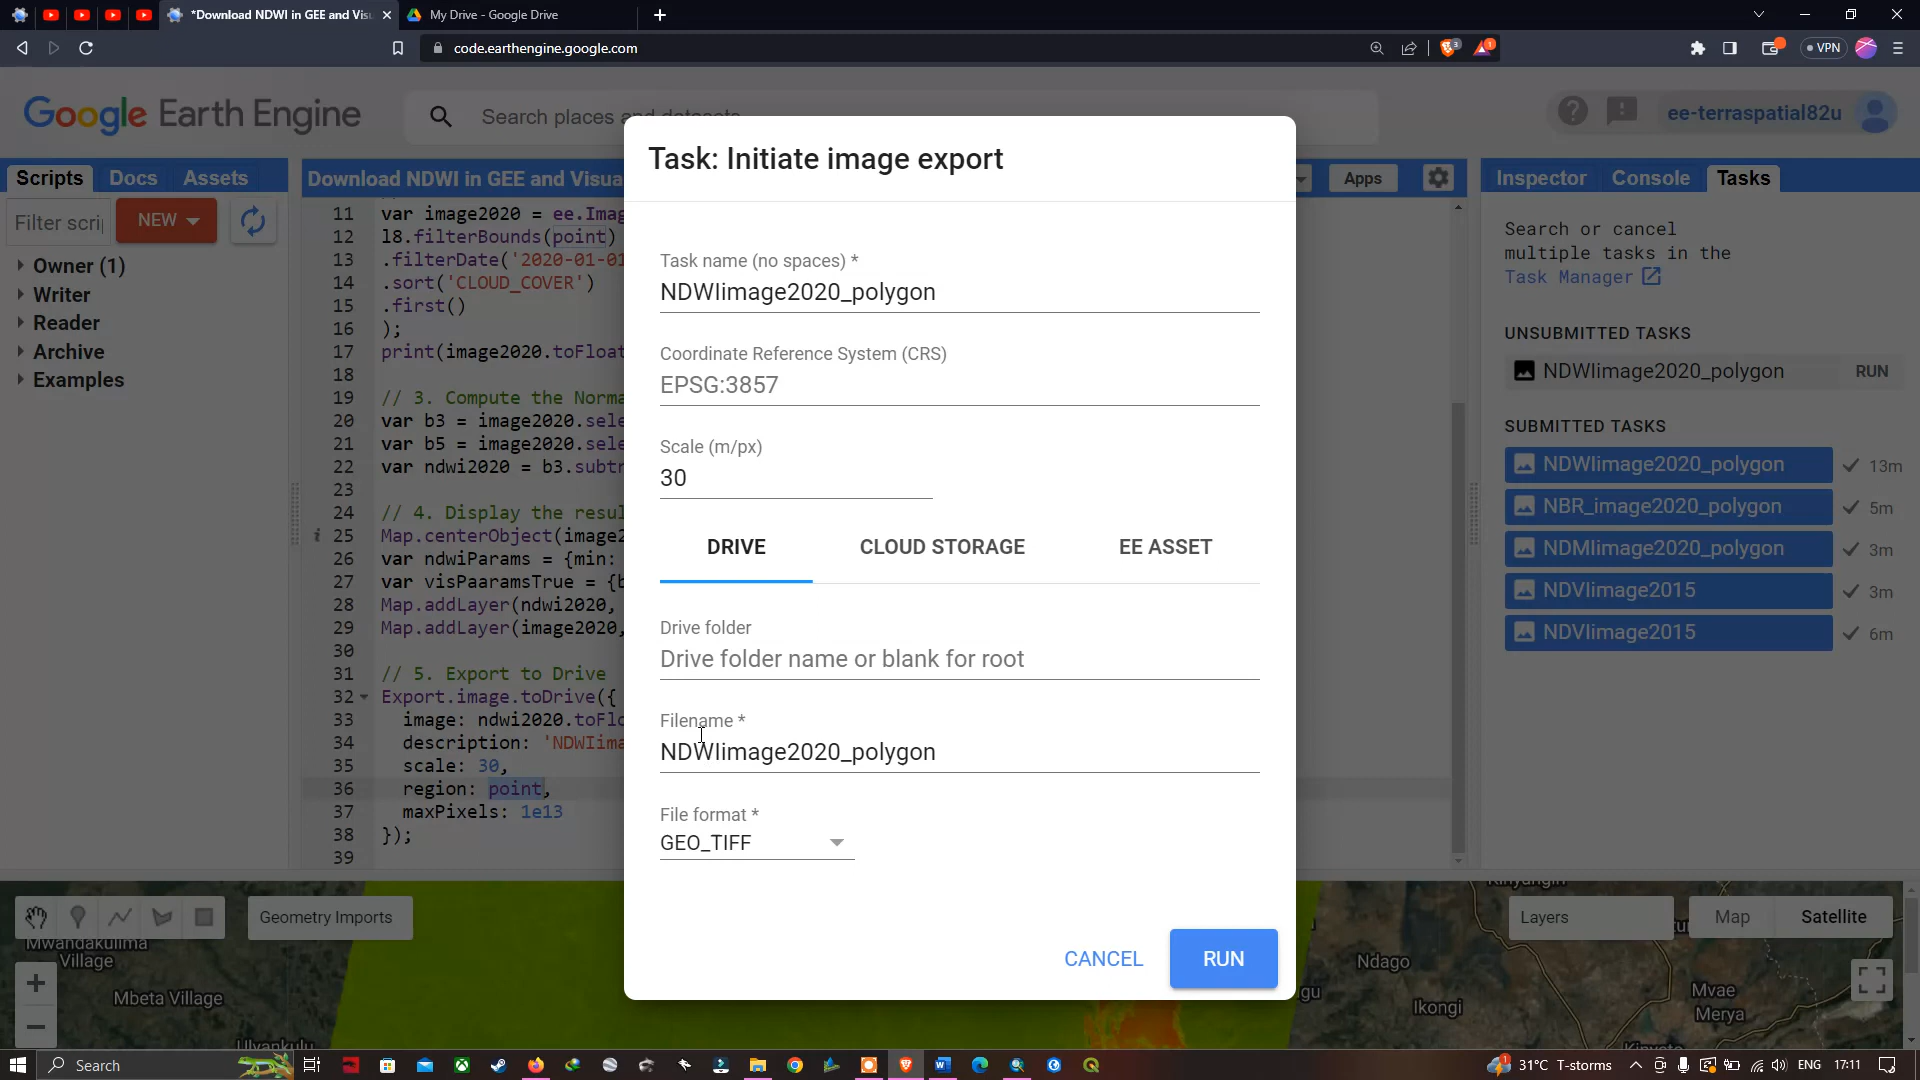 *Download NDWI in GEE and Visu
My Drive - Google Drive
code.earthengine.google.com
VPN
Google Earth Engine
Search places and datasets...
ee-terraspatial82u
Scripts
Docs
Assets
Filter scri
NEW
Owner (1)
Writer
Reader
Archive
Examples
Download NDWI in GEE and Visua
Apps
11 var image2020 = ee.Imag
12 l8.filterBounds(point)
13 .filterDate('2020-01-01
14 .sort('CLOUD_COVER')
15 .first()
16 );
17 print(image2020.toFloat
18
19 // 3. Compute the Norma
20 var b3 = image2020.sele
21 var b5 = image2020.sele
22 var ndwi2020 = b3.subtr
23
24 // 4. Display the resul
25 Map.centerObject(image2
26 var ndwiParams = {min:
27 var visPaaramsTrue = {b
28 Map.addLayer(ndwi2020,
29 Map.addLayer(image2020,
30
31 // 5. Export to Drive
32 Export.image.toDrive({
33 image: ndwi2020.toFlo
34 description: 'NDWIima
35 scale: 30,
36 region: point,
37 maxPixels: 1e13
38 });
39
Task: Initiate image export
Task name (no spaces) *
NDWIimage2020_polygon
Coordinate Reference System (CRS)
EPSG:3857
Scale (m/px)
30
DRIVE
CLOUD STORAGE
EE ASSET
Drive folder
Drive folder name or blank for root
Filename *
NDWIimage2020_polygon
File format *
GEO_TIFF
CANCEL
RUN
Inspector
Console
Tasks
Search or cancel
multiple tasks in the
Task Manager
UNSUBMITTED TASKS
NDWIimage2020_polygon RUN
SUBMITTED TASKS
NDWIimage2020_polygon 13m
NBR_image2020_polygon 5m
NDMIimage2020_polygon 3m
NDVIimage2015 3m
NDVIimage2015 6m
Geometry Imports
Layers
Map
Satellite
Mwandakulima
Village
Mbeta Village
Ulyankulu
Ndago
Ikongi
Mvae
Merya
Search
31°C T-storms
ENG
17:11